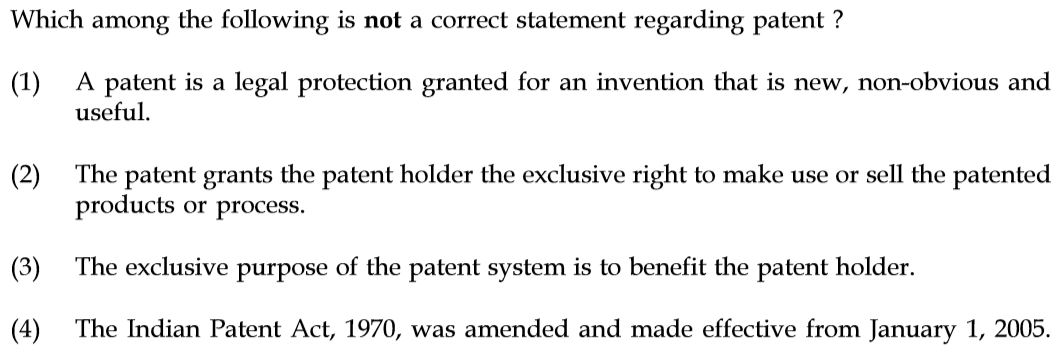 Which among the following is not a correct statement regarding patent ?
(1) A patent is a legal protection granted for an invention that is new, non-obvious and
useful.
(2) The patent grants the patent holder the exclusive right to make use or sell the patented
products or process.
(3) The exclusive purpose of the patent system is to benefit the patent holder.
(4) The Indian Patent Act, 1970, was amended and made effective from January 1, 2005.